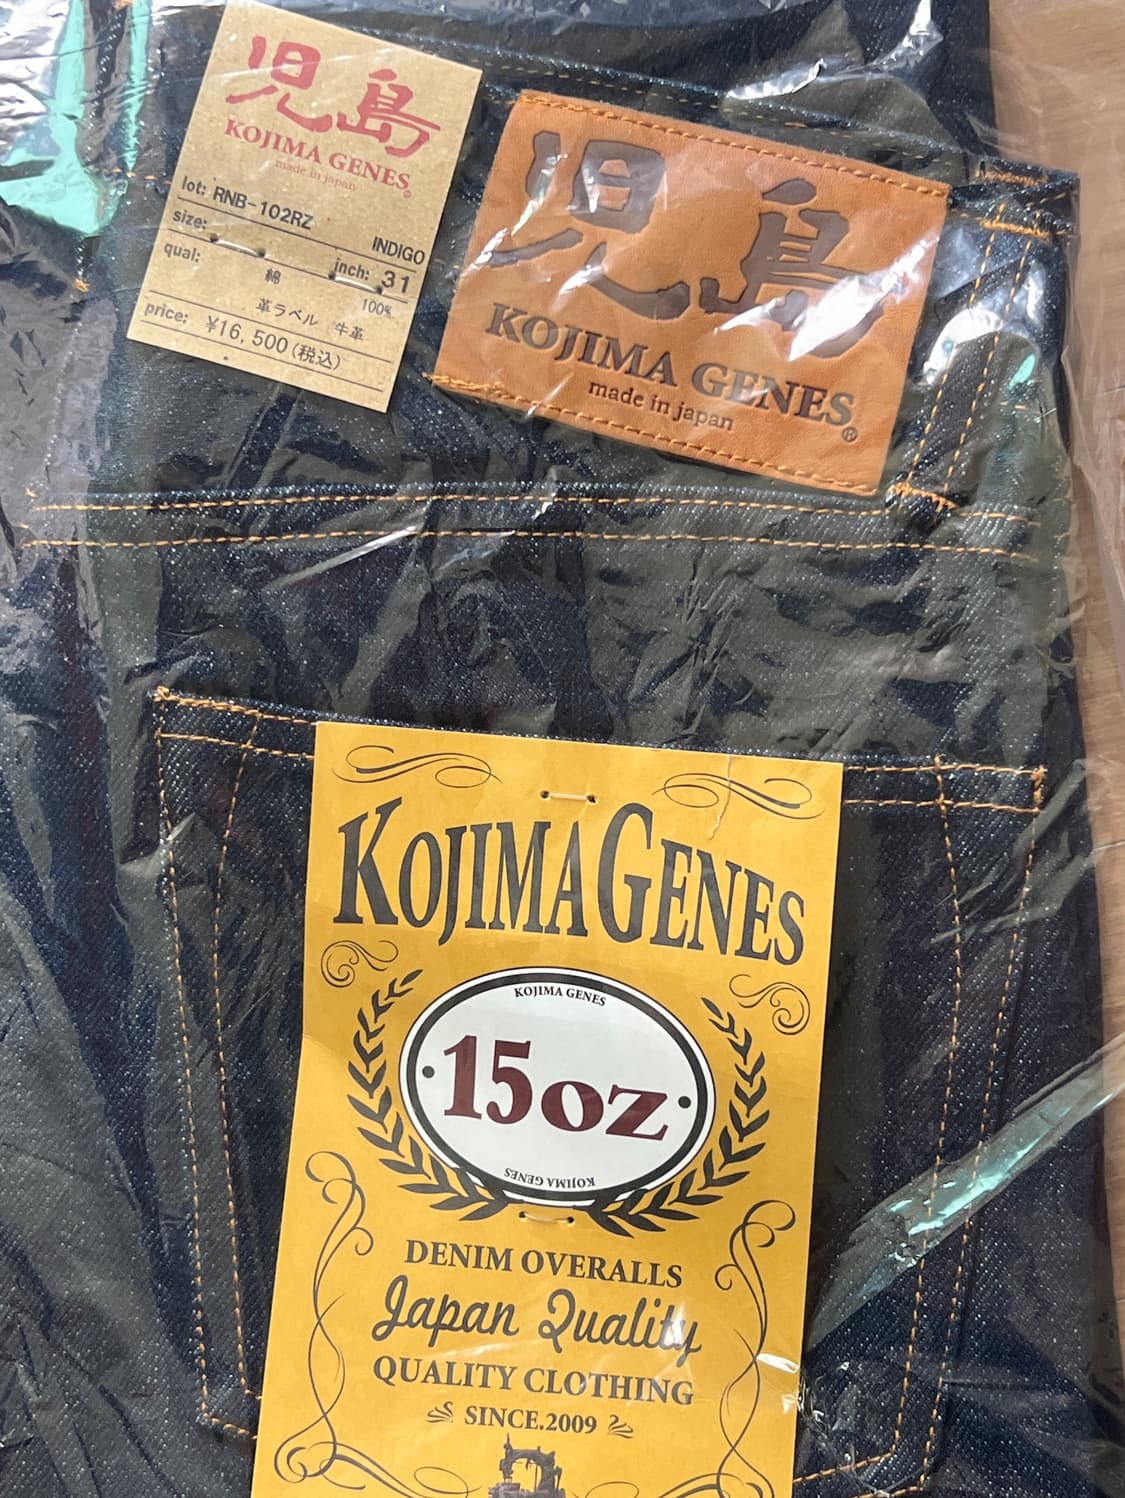 児島
KOJIMA GENES®
made in japan
lot: RNB-102RZ
INDIGO
size:
inch: 31
qual:
綿 100%
革ラベル 牛革
price: ¥16,500(税込)
児島
KOJIMA GENES®
made in japan
KOJIMA GENES
KOJIMA GENES
15oz
KOJIMA GENES
DENIM OVERALLS
Japan Quality
QUALITY CLOTHING
SINCE.2009